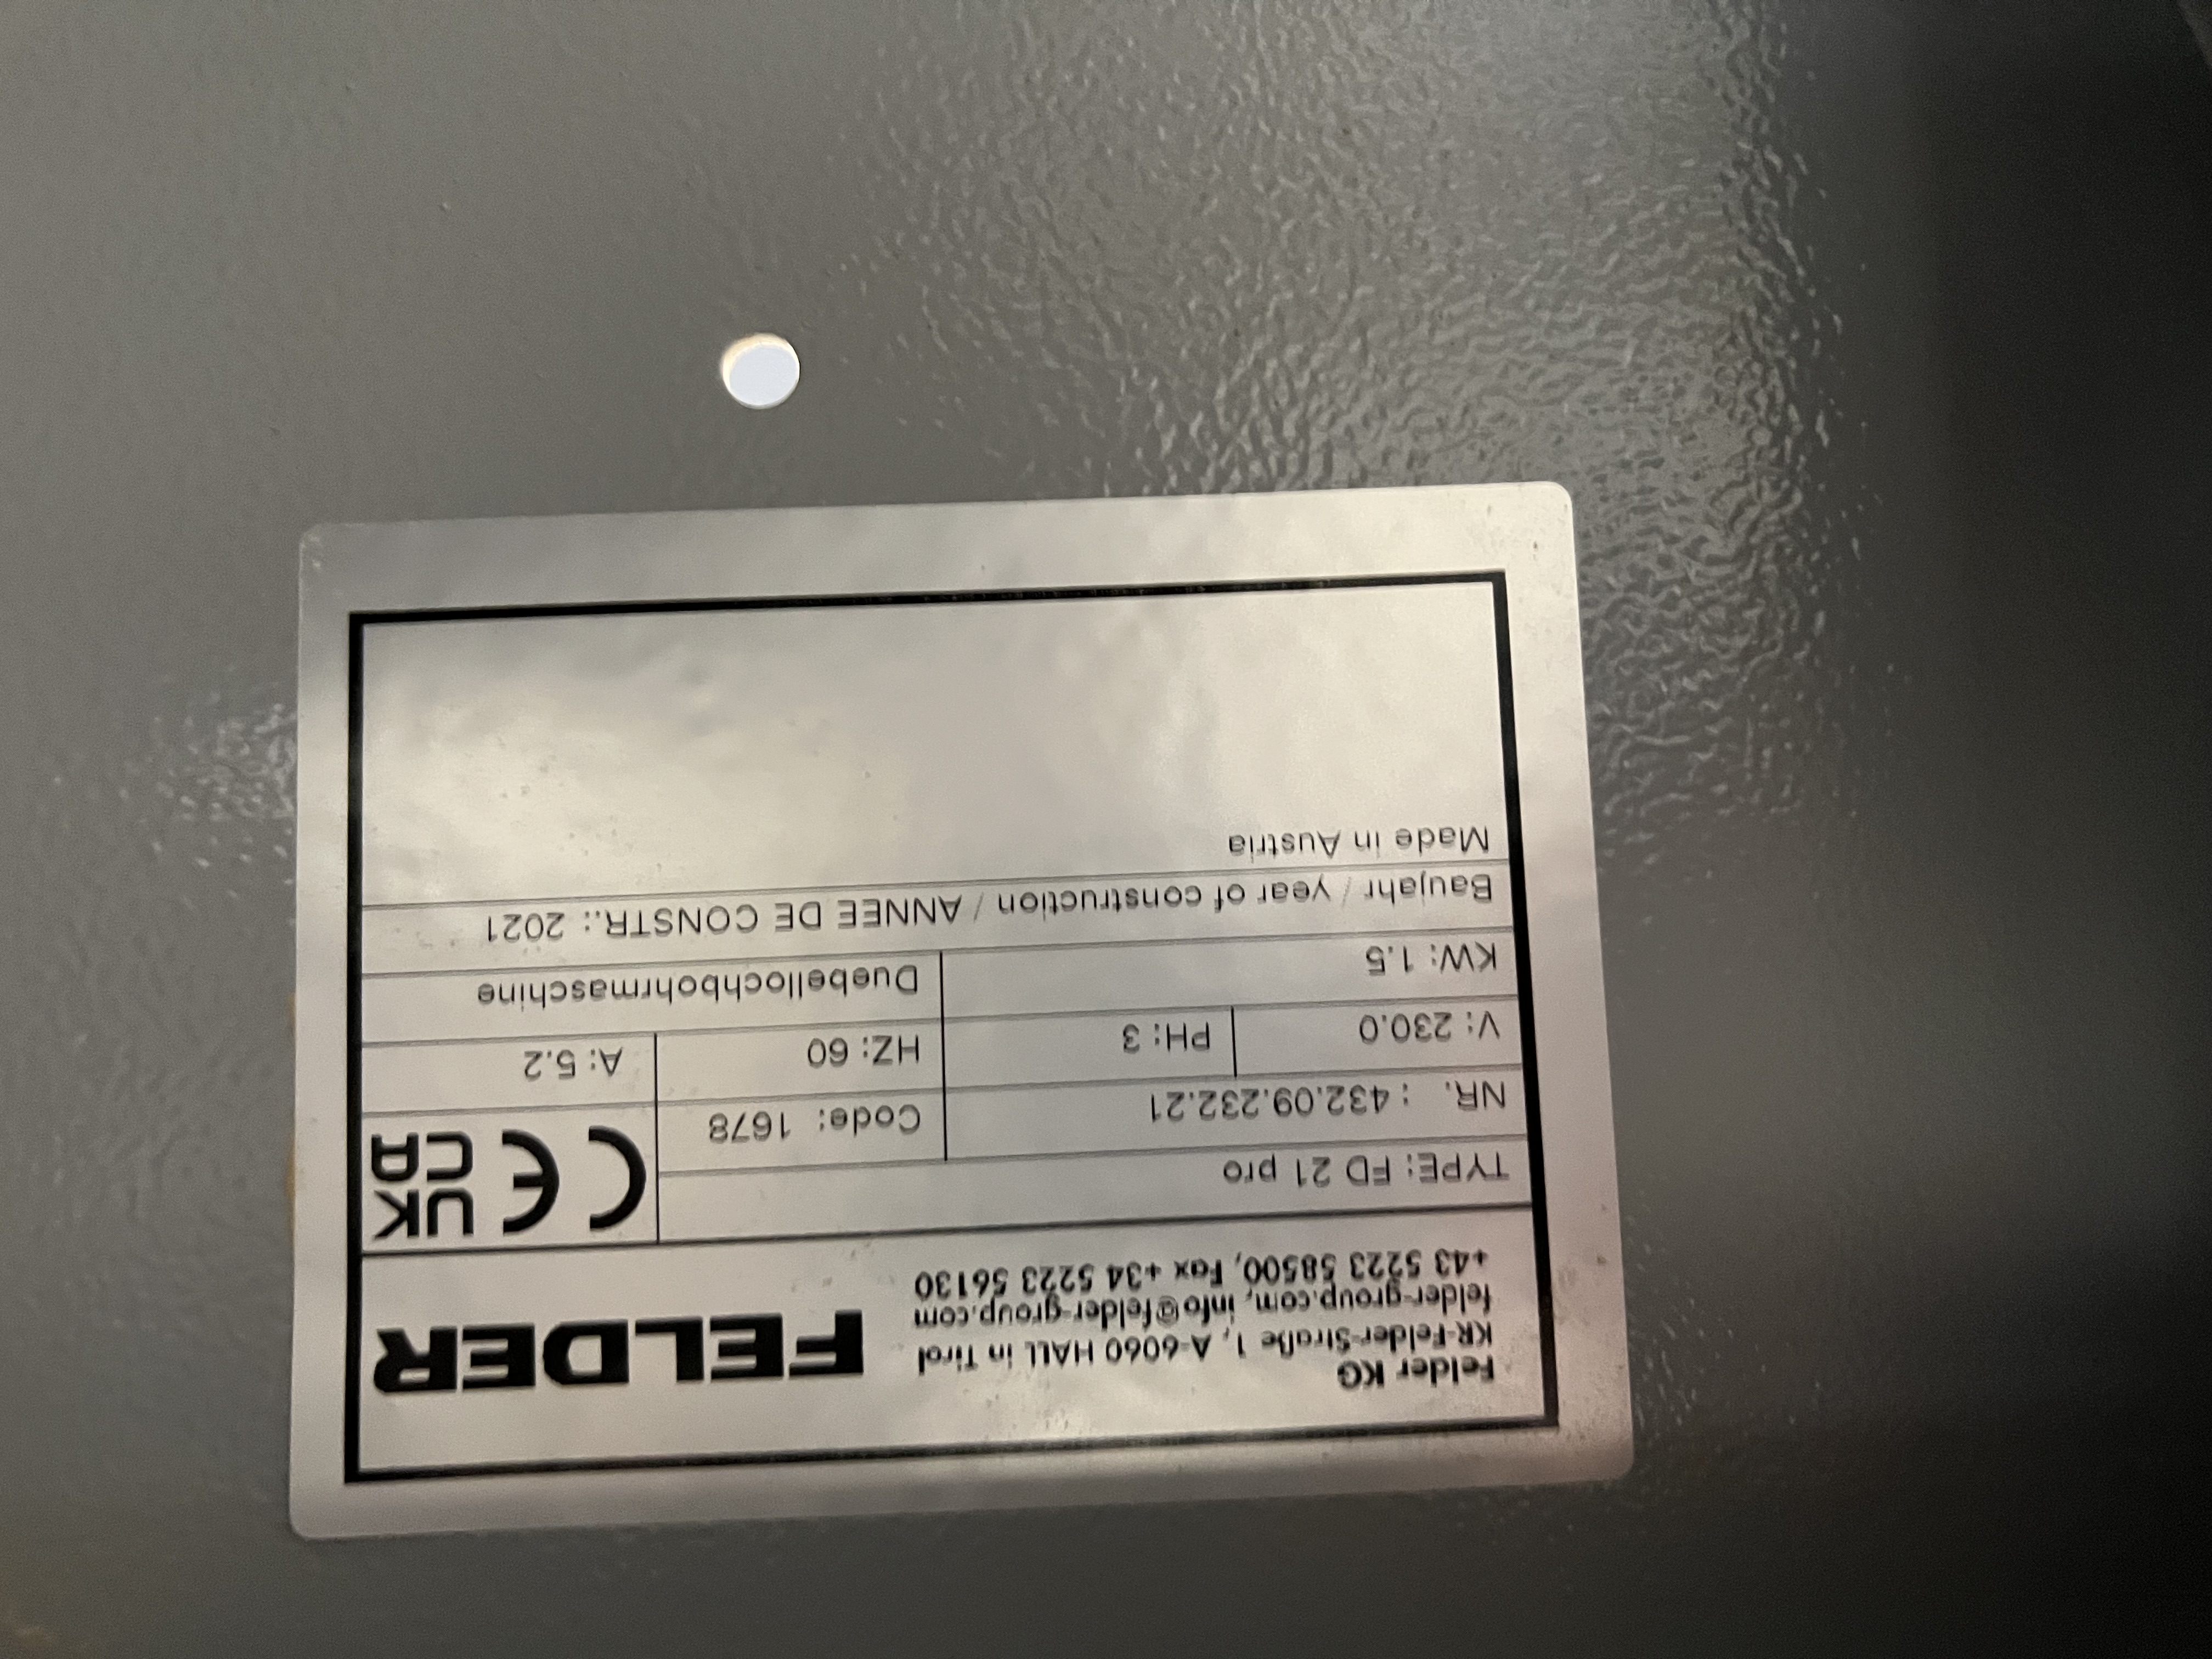 Felder KG
KR-Felder-Straße 1, A-6060 HALL in Tirol
felder-group.com, info@felder-group.com
+43 5223 58500, Fax +34 5223 56130
FELDER
TYPE: FD 21 pro
NR. : 432.09.232.21
Code: 1678
CE
UK
CA
V: 230.0
PH: 3
HZ: 60
A: 5.2
KW: 1.5
Duebellochbohrmaschine
Baujahr / year of construction / ANNEE DE CONSTR.: 2021
Made in Austria